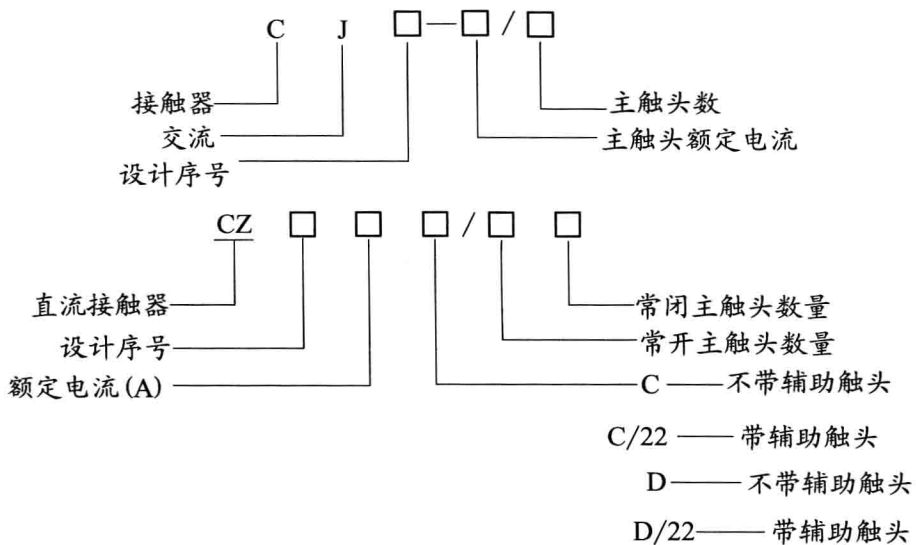 C J □—□/□
接触器 主触头数
交流 主触头额定电流
设计序号
CZ □ □ □/□ □
直流接触器 常闭主触头数量
设计序号 常开主触头数量
额定电流(A) C——不带辅助触头
C/22——带辅助触头
D——不带辅助触头
D/22——带辅助触头